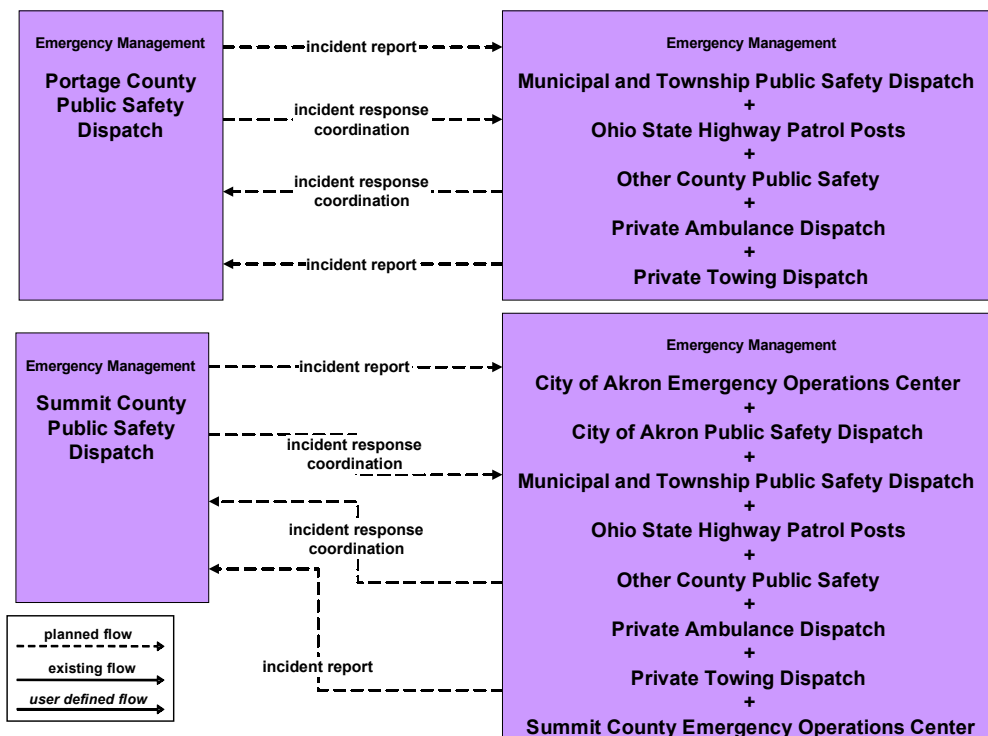 Emergency Management
Portage County
Public Safety
Dispatch
incident report
incident response
coordination
incident response
coordination
incident report
Emergency Management
Municipal and Township Public Safety Dispatch
+
Ohio State Highway Patrol Posts
+
Other County Public Safety
+
Private Ambulance Dispatch
+
Private Towing Dispatch
Emergency Management
Summit County
Public Safety
Dispatch
incident report
incident response
coordination
incident response
coordination
incident report
Emergency Management
City of Akron Emergency Operations Center
+
City of Akron Public Safety Dispatch
+
Municipal and Township Public Safety Dispatch
+
Ohio State Highway Patrol Posts
+
Other County Public Safety
+
Private Ambulance Dispatch
+
Private Towing Dispatch
+
Summit County Emergency Operations Center
planned flow
existing flow
user defined flow